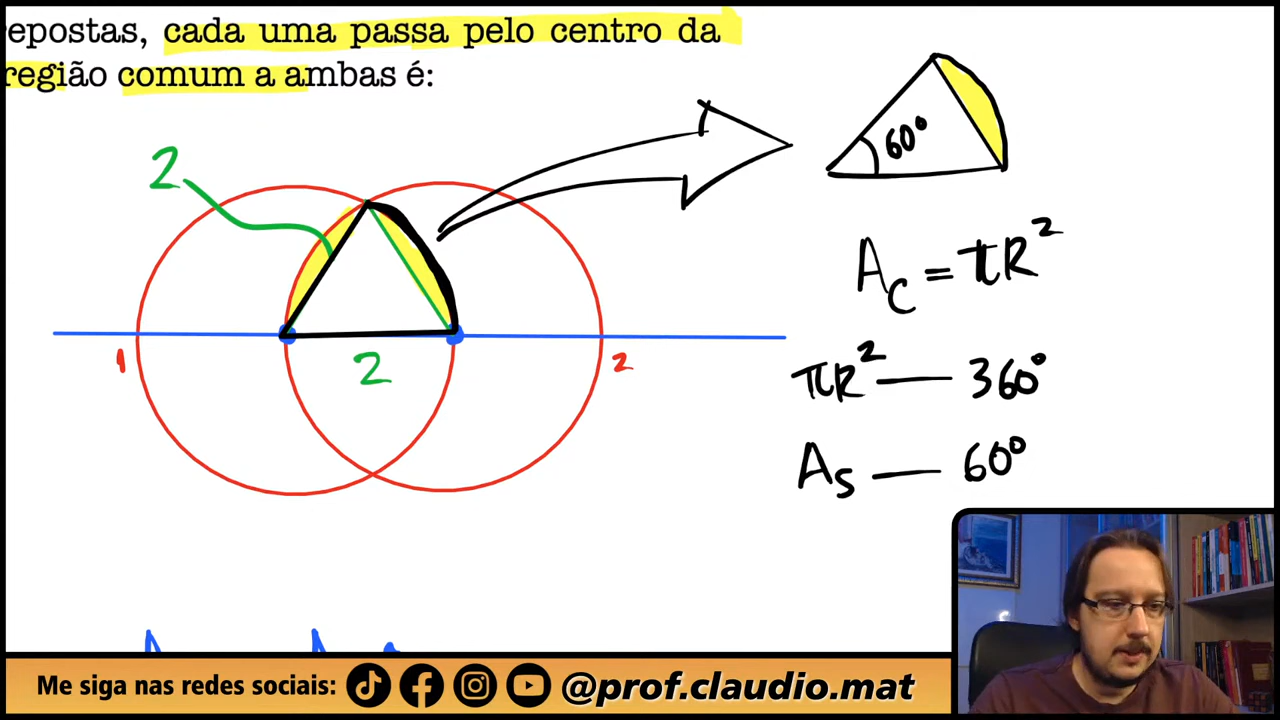 epostas, cada uma passa pelo centro da
região comum a ambas é:
60°
2
A_C = πR²
1
2
2
πR² — 360°
A_S — 60°
Me siga nas redes sociais: @prof.claudio.mat